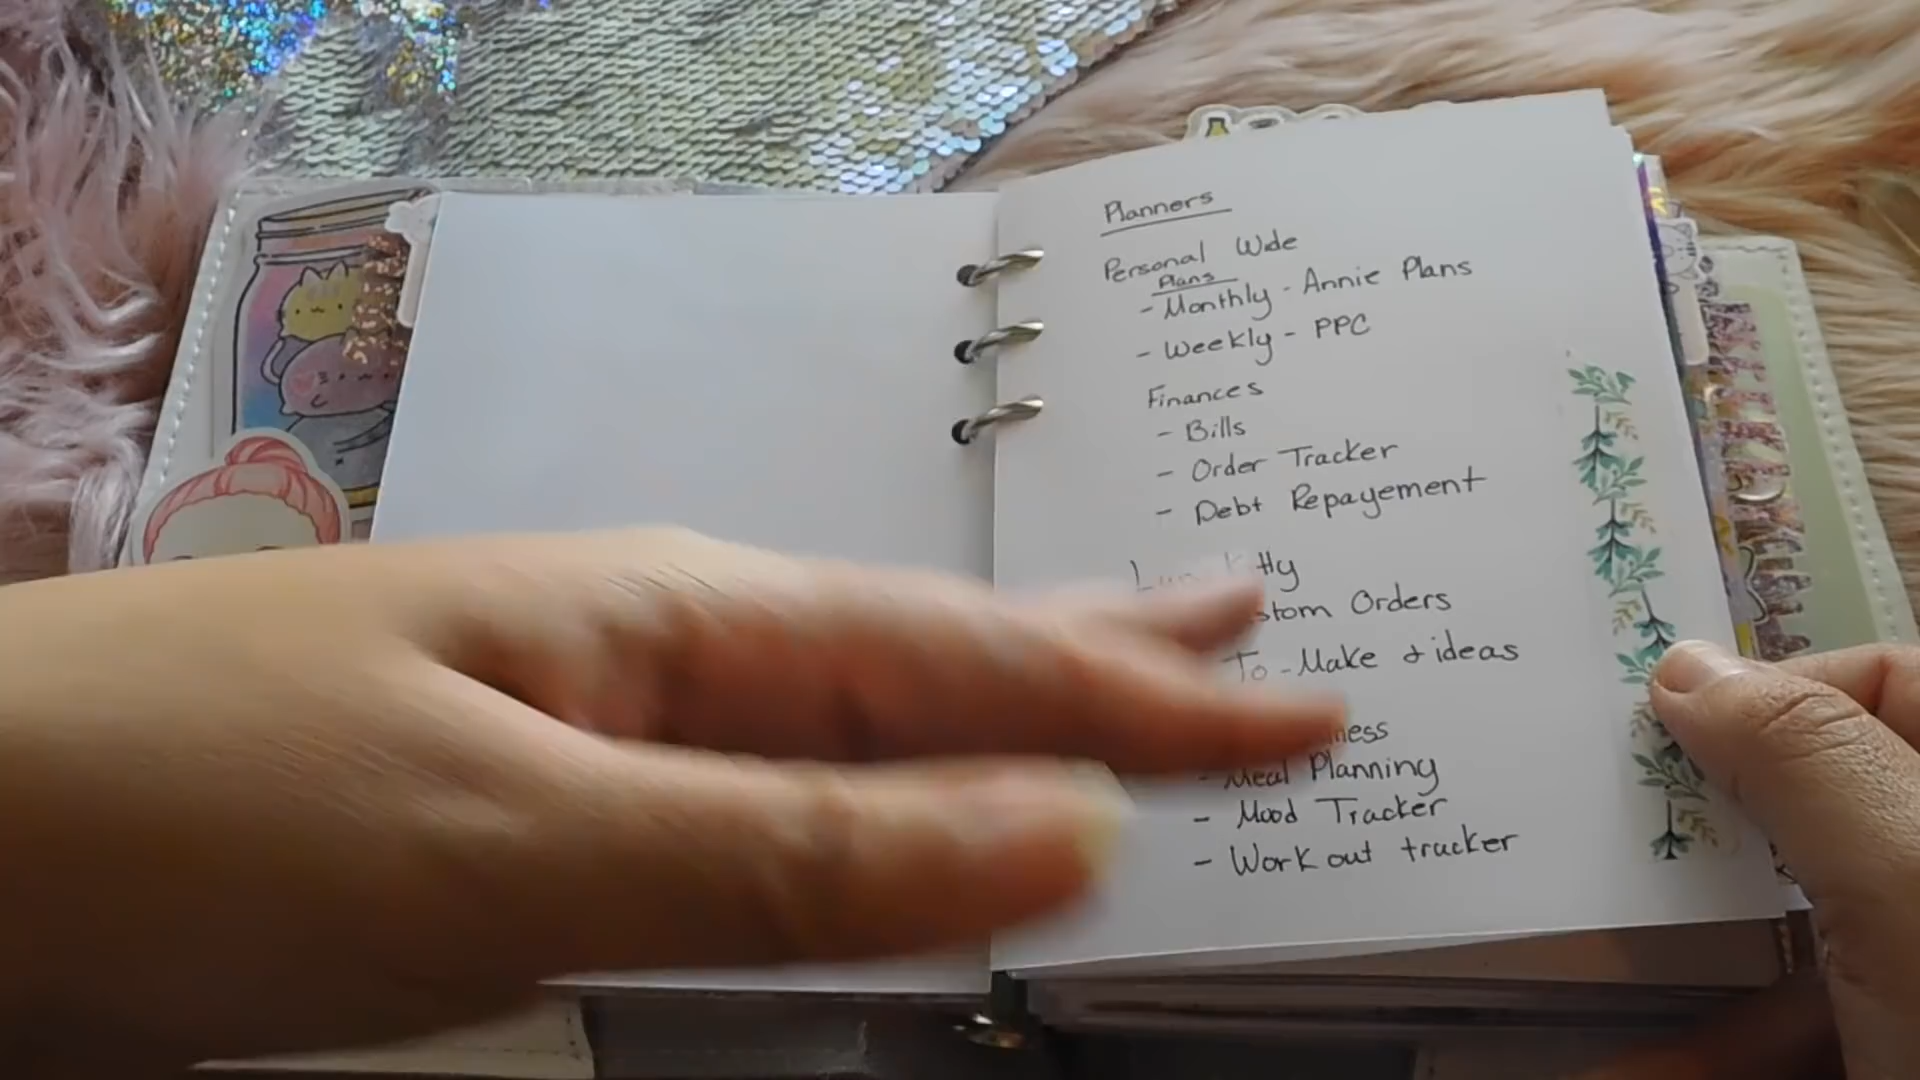 Planners
Personal Wide
Plans
- Monthly - Annie Plans
- Weekly - PPC
Finances
- Bills
- Order Tracker
- Debt Repayement
Orders
To - Make & ideas
- Meal Planning
- Mood Tracker
- Work out tracker